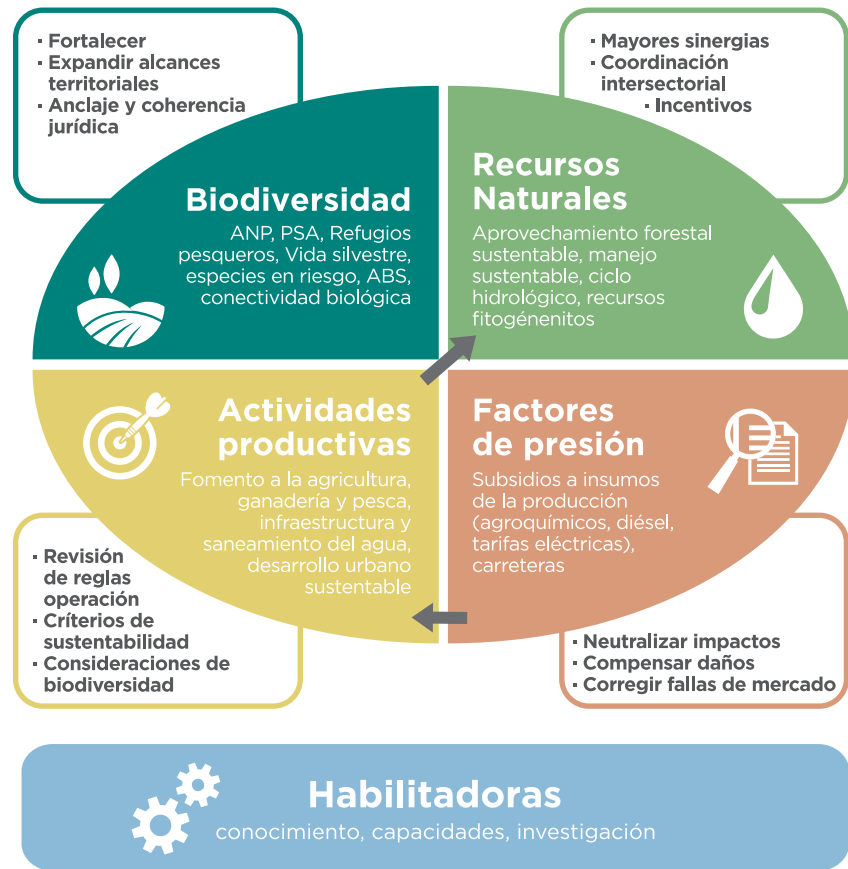 · Fortalecer
· Expandir alcances
territoriales
· Anclaje y coherencia
jurídica
· Mayores sinergias
· Coordinación
intersectorial
· Incentivos
Biodiversidad
ANP, PSA, Refugios
pesqueros, Vida silvestre,
especies en riesgo, ABS,
conectividad biológica
Recursos
Naturales
Aprovechamiento forestal
sustentable, manejo
sustentable, ciclo
hidrológico, recursos
fitogénenitos
Actividades
productivas
Fomento a la agricultura,
ganadería y pesca,
infraestructura y
saneamiento del agua,
desarrollo urbano
sustentable
Factores
de presión
Subsidios a insumos
de la producción
(agroquímicos, diésel,
tarifas eléctricas),
carreteras
· Revisión
de reglas
operación
· Críterios de
sustentabilidad
· Consideraciones de
biodiversidad
· Neutralizar impactos
· Compensar daños
· Corregir fallas de mercado
Habilitadoras
conocimiento, capacidades, investigación